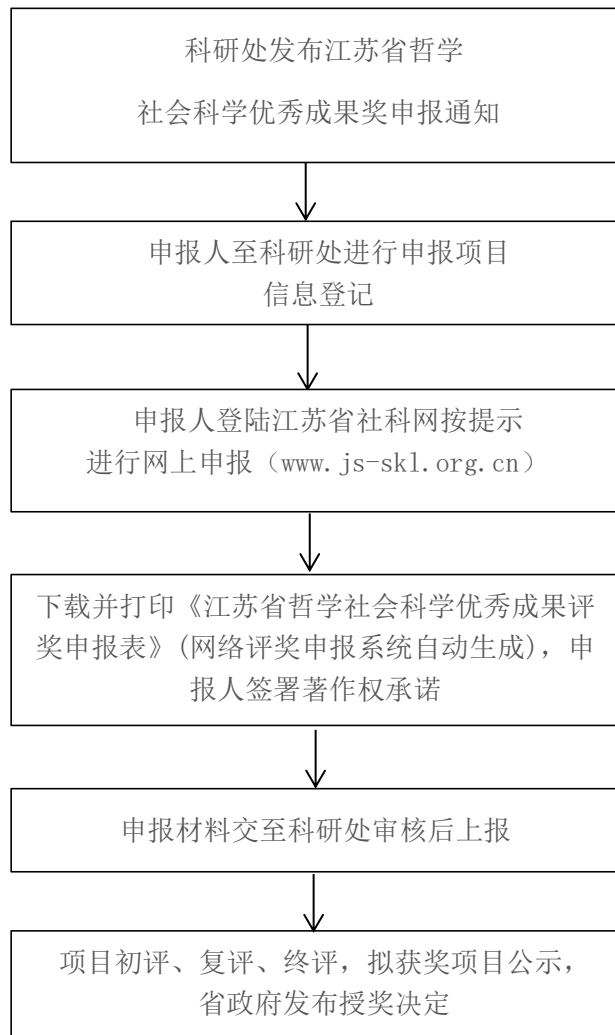 科研处发布江苏省哲学
社会科学优秀成果奖申报通知
申报人至科研处进行申报项目
信息登记
申报人登陆江苏省社科网按提示
进行网上申报（www.js-skl.org.cn）
下载并打印《江苏省哲学社会科学优秀成果评
奖申报表》(网络评奖申报系统自动生成)，申
报人签署著作权承诺
申报材料交至科研处审核后上报
项目初评、复评、终评，拟获奖项目公示，
省政府发布授奖决定